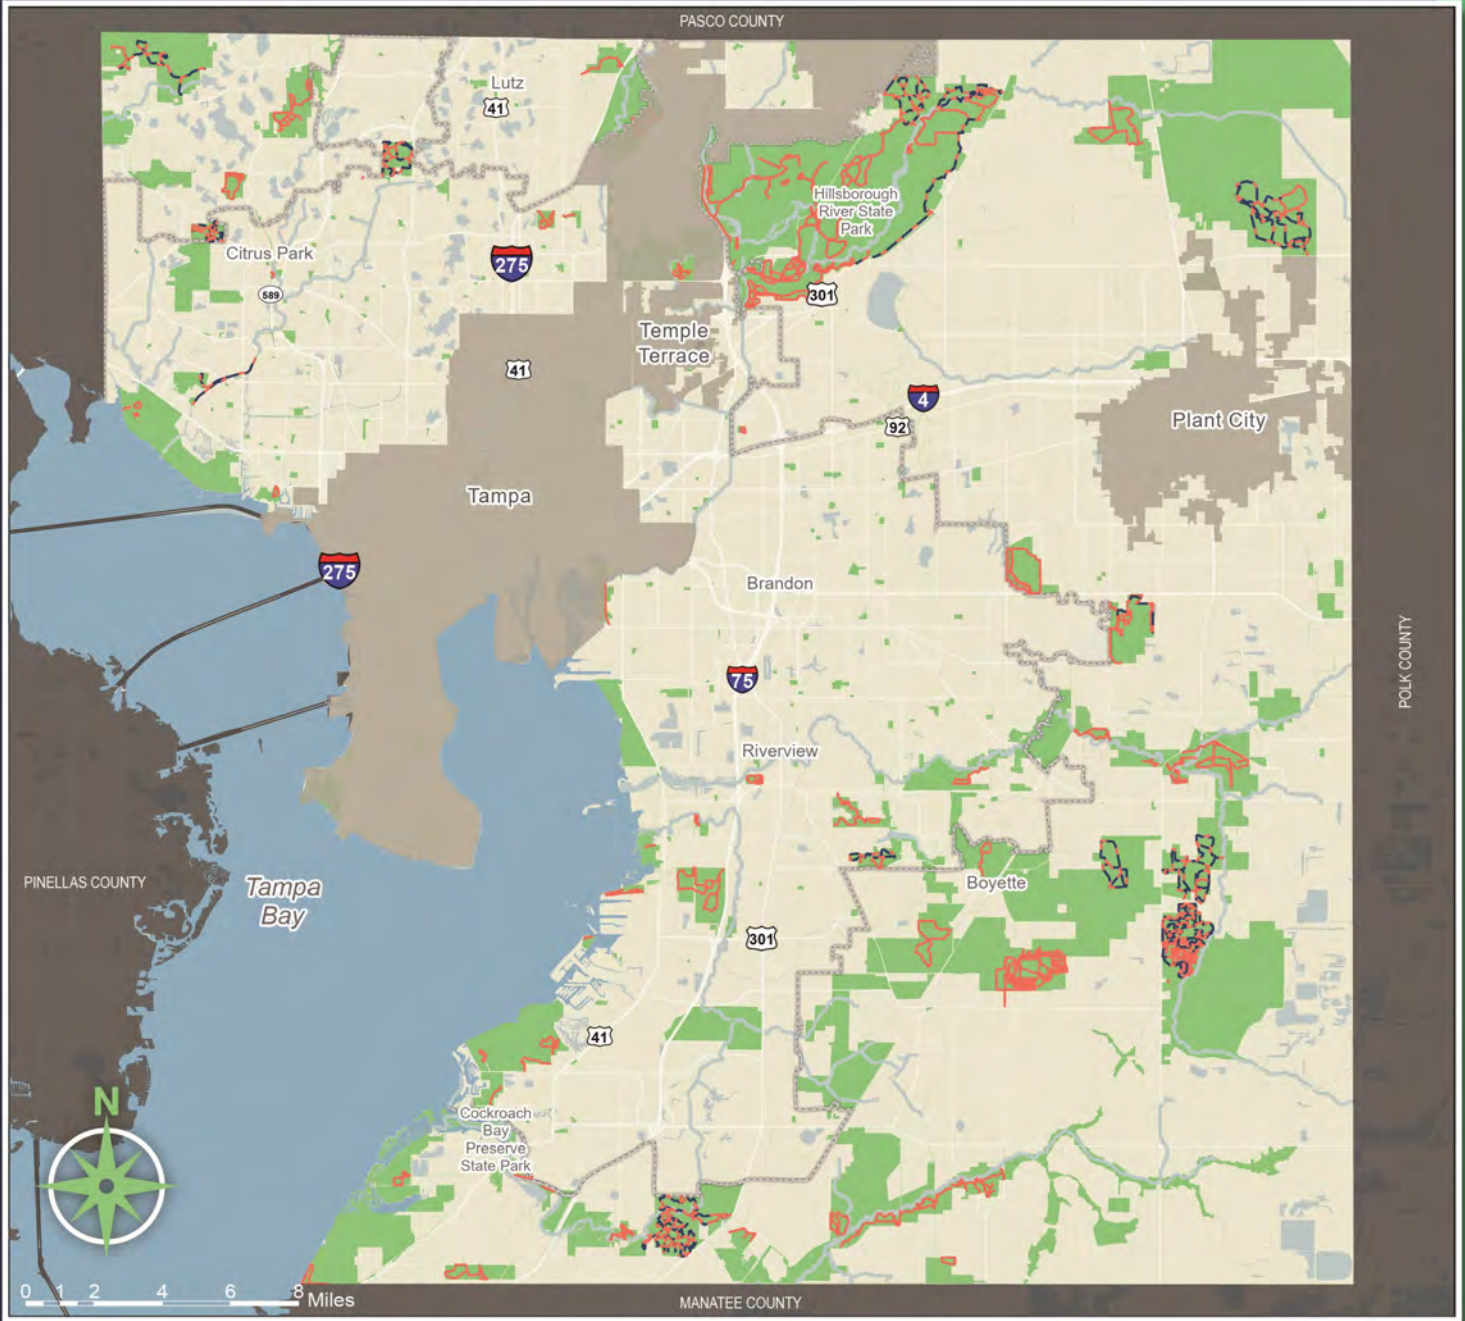 PASCO COUNTY
Lutz
41
Hillsborough
River State
Park
Citrus Park
275
589
301
Temple
Terrace
41
4
92
Plant City
Tampa
275
Brandon
75
POLK COUNTY
Riverview
PINELLAS COUNTY
Tampa
Bay
Boyette
301
41
N
Cockroach
Bay
Preserve
State Park
0 1 2 4 6 8 Miles
MANATEE COUNTY